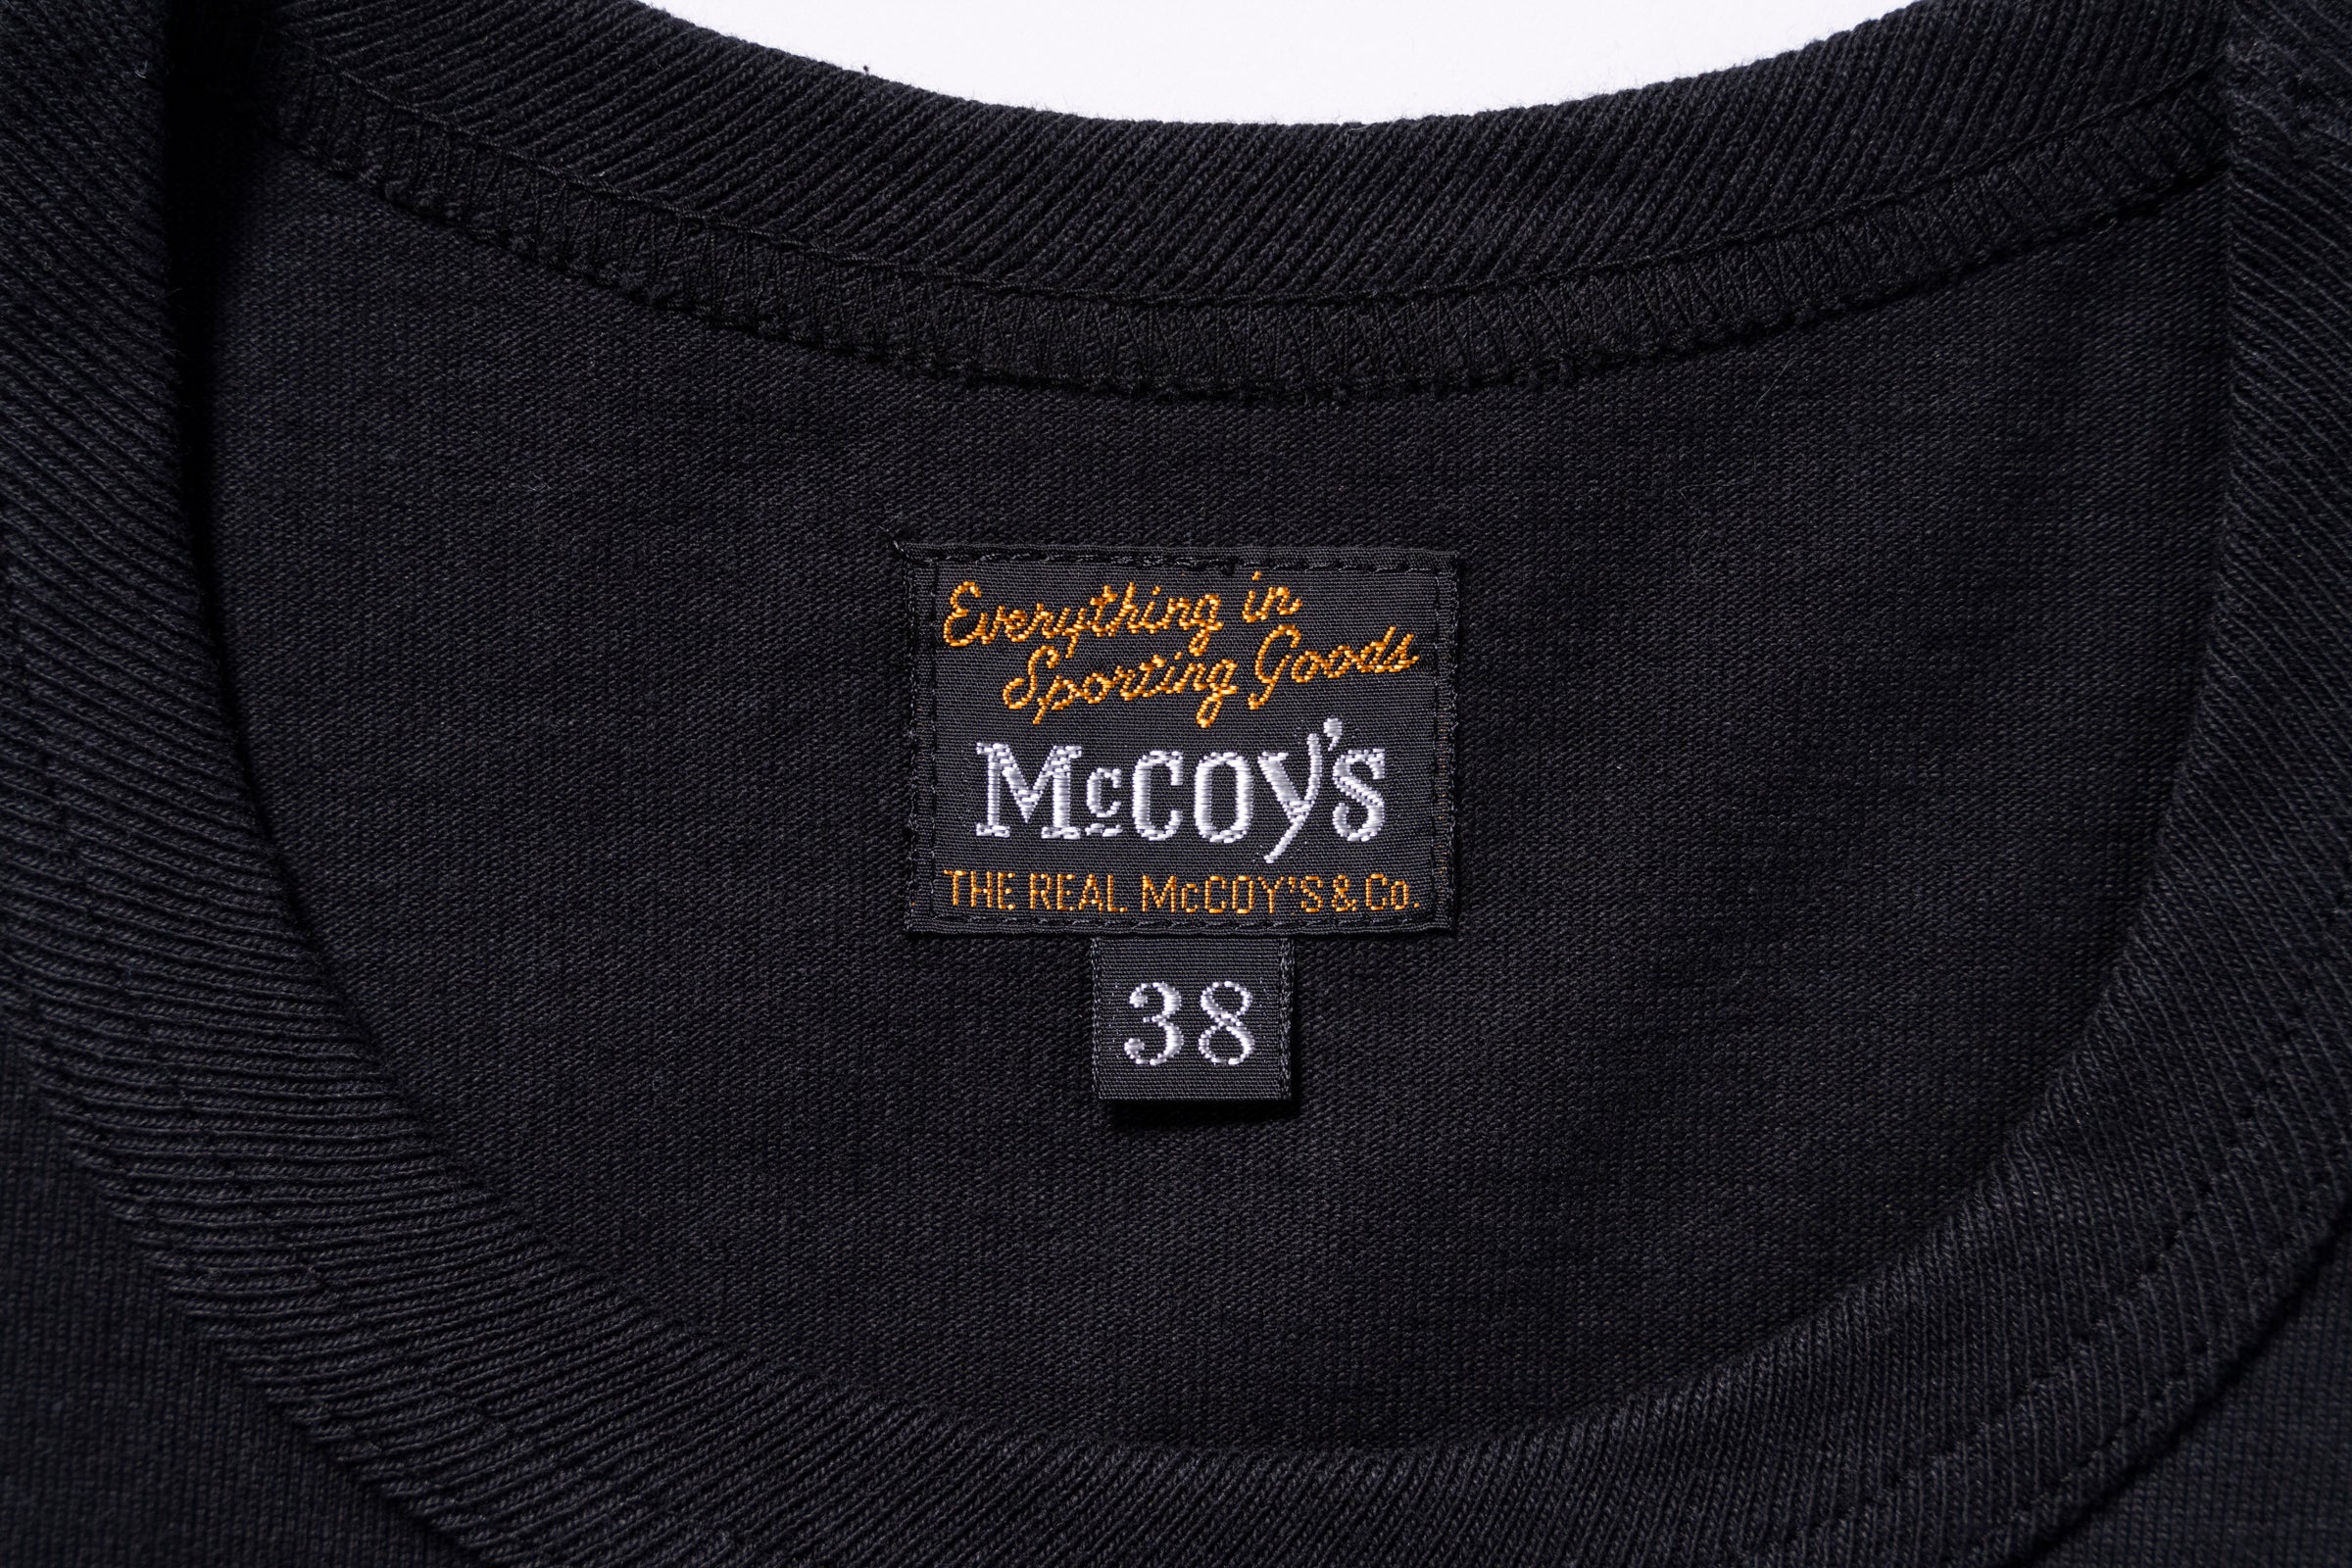 Everything in
Sporting Goods
McCOY'S
THE REAL McCOY'S & Co.
38